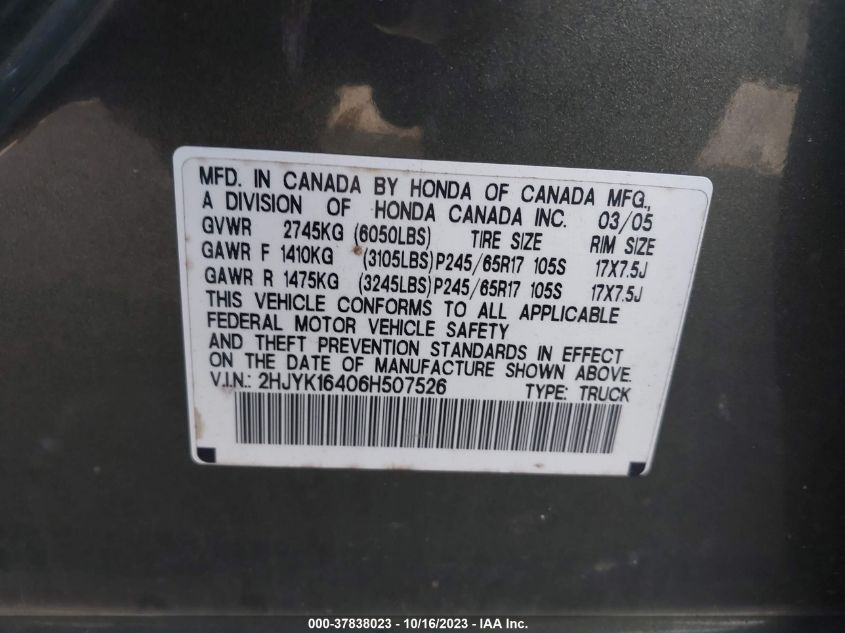 MFD. IN CANADA BY HONDA OF CANADA MFG.,
A DIVISION OF HONDA CANADA INC. 03/05
GVWR 2745KG (6050LBS) TIRE SIZE RIM SIZE
GAWR F 1410KG (3105LBS) P245/65R17 105S 17X7.5J
GAWR R 1475KG (3245LBS) P245/65R17 105S 17X7.5J
THIS VEHICLE CONFORMS TO ALL APPLICABLE
FEDERAL MOTOR VEHICLE SAFETY
AND THEFT PREVENTION STANDARDS IN EFFECT
ON THE DATE OF MANUFACTURE SHOWN ABOVE.
V.I.N.: 2HJYK16406H507526 TYPE: TRUCK
000-37838023 - 10/16/2023 - IAA Inc.